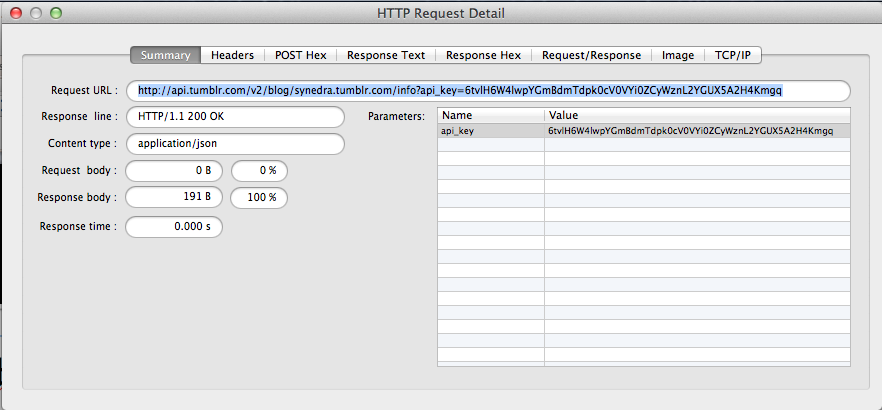 HTTP Request Detail
Summary Headers POST Hex Response Text Response Hex Request/Response Image TCP/IP
Request URL : http://api.tumblr.com/v2/blog/synedra.tumblr.com/info?api_key=6tvlH6W4lwpYGmBdmTdpk0cV0VYi0ZCyWznL2YGUX5A2H4Kmgq
Response line : HTTP/1.1 200 OK Parameters: Name Value
api_key 6tvlH6W4lwpYGmBdmTdpk0cV0VYi0ZCyWznL2YGUX5A2H4Kmgq
Content type : application/json
Request body : 0 B 0 %
Response body : 191 B 100 %
Response time : 0.000 s